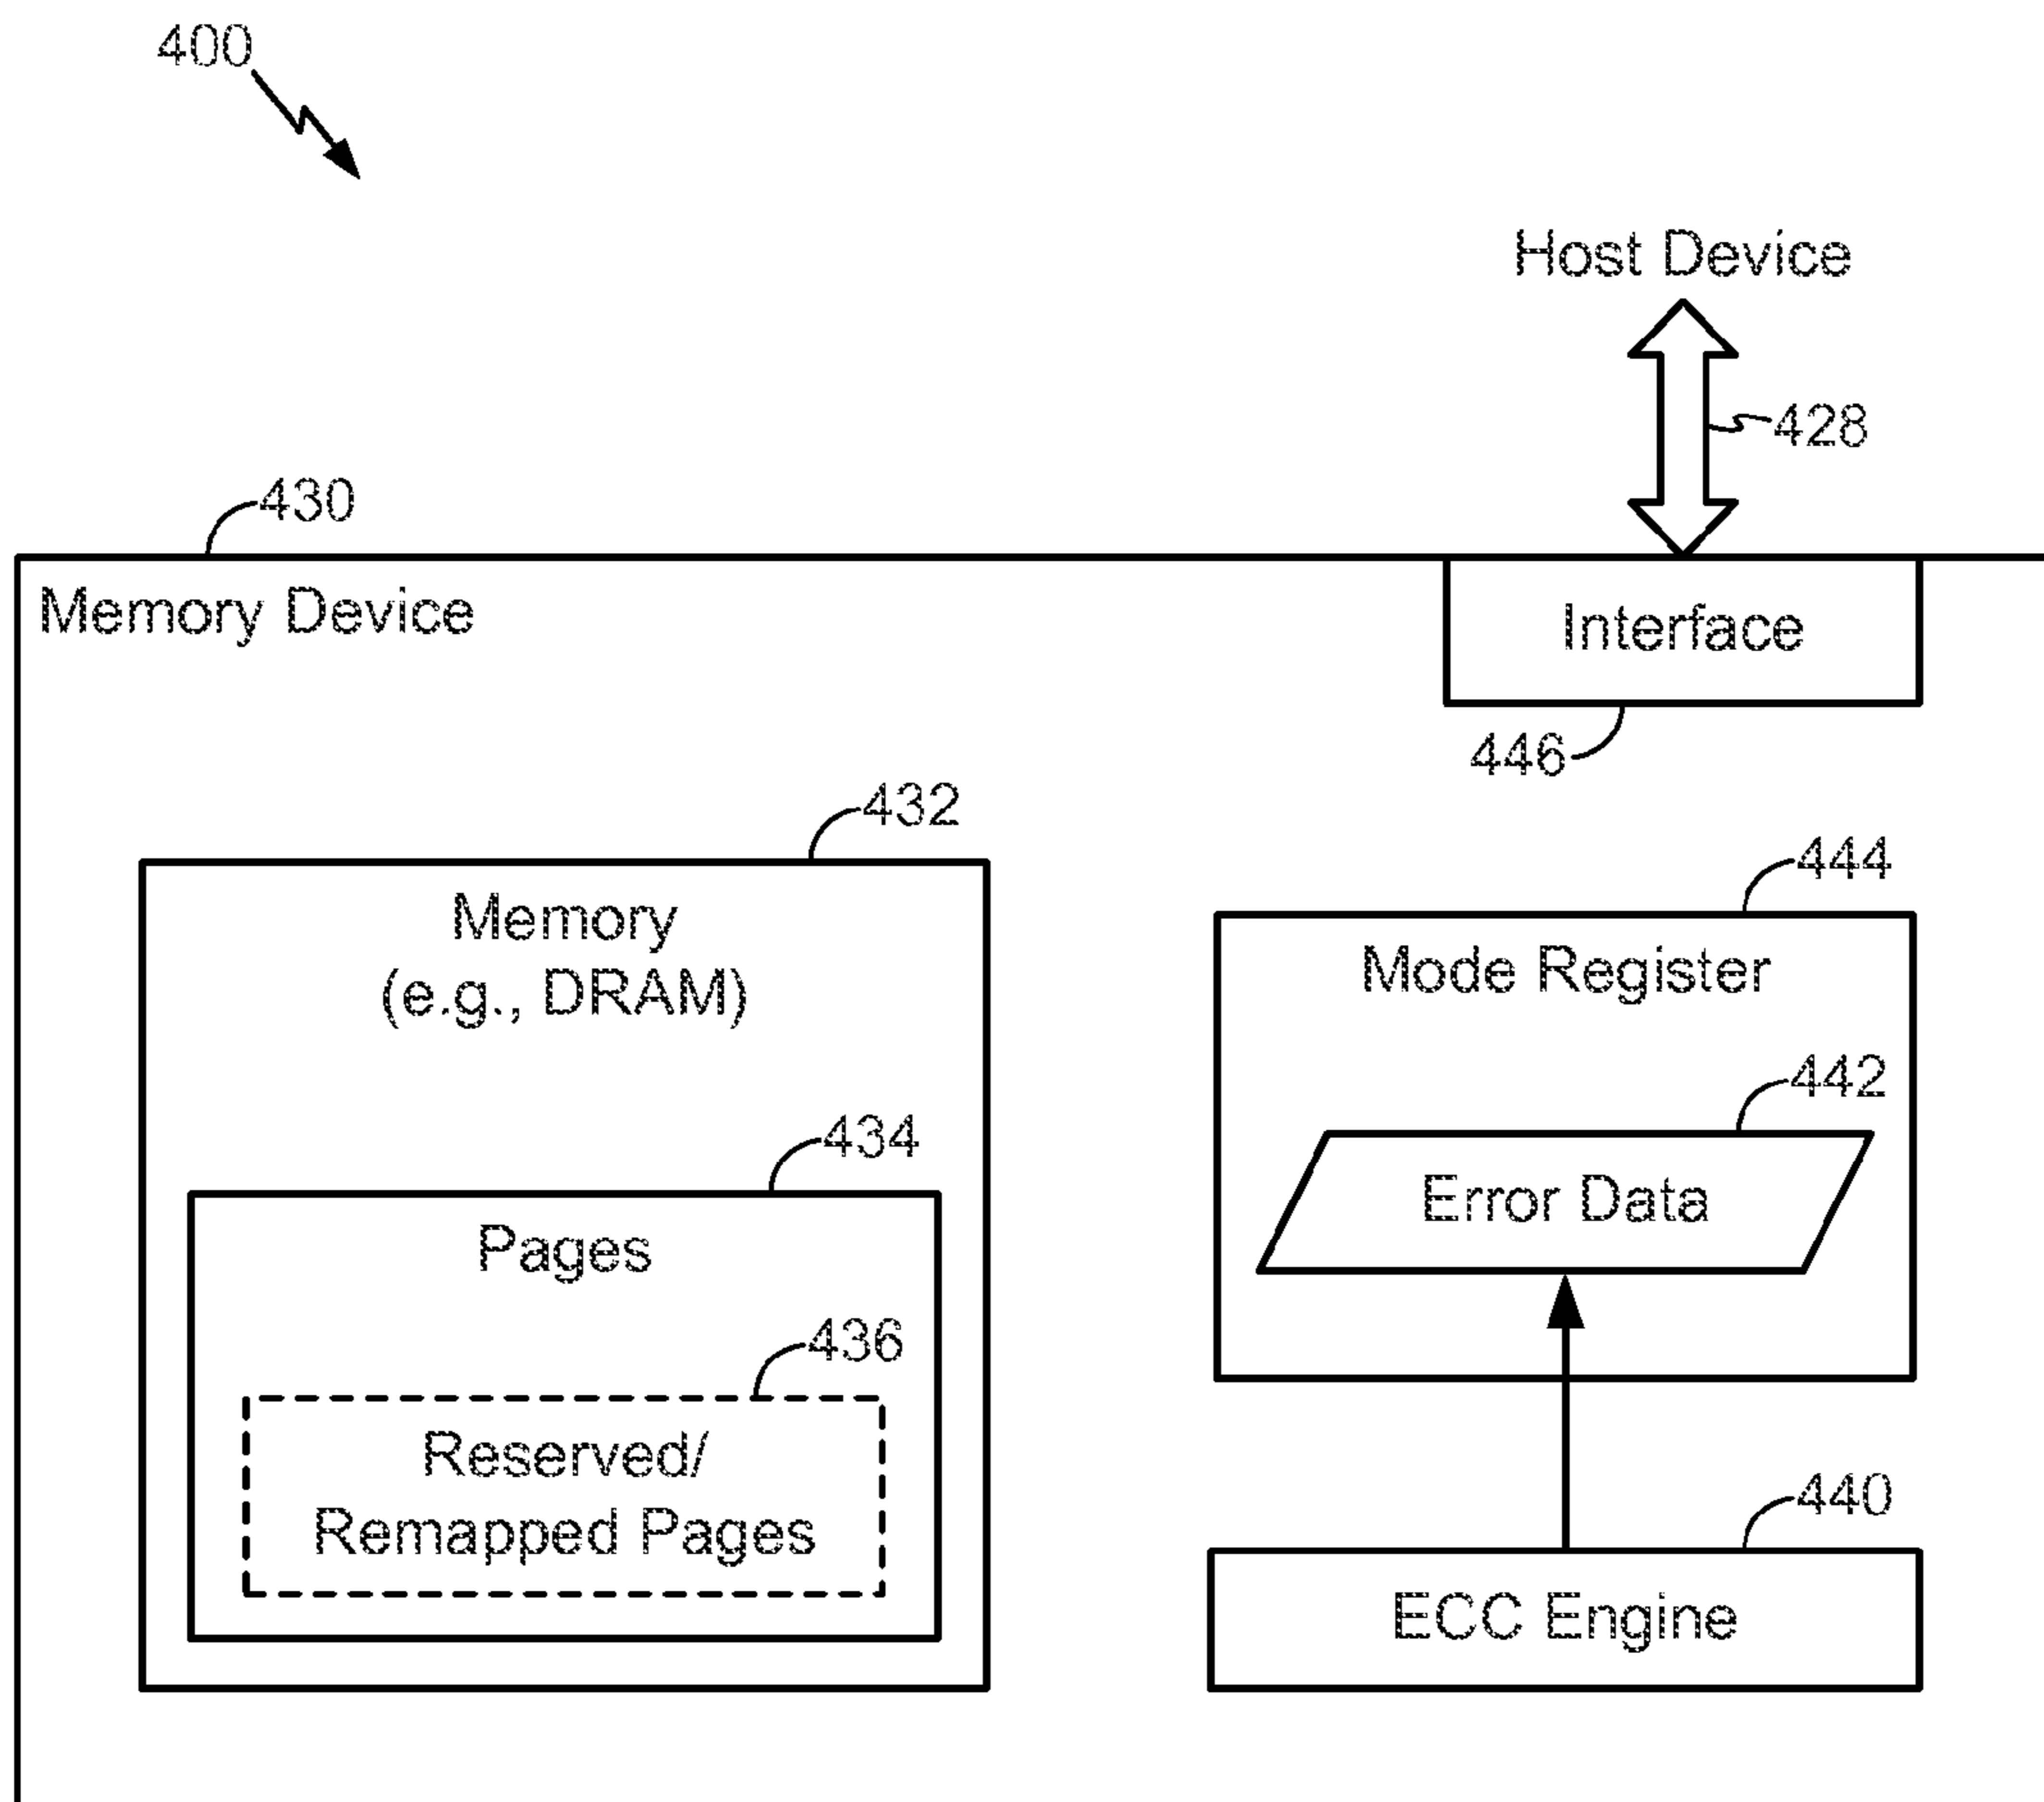 400
Host Device
428
430
Memory Device
Interface
446
432
444
Memory
(e.g., DRAM)
Mode Register
442
434
Error Data
Pages
436
Reserved/
Remapped Pages
440
ECC Engine